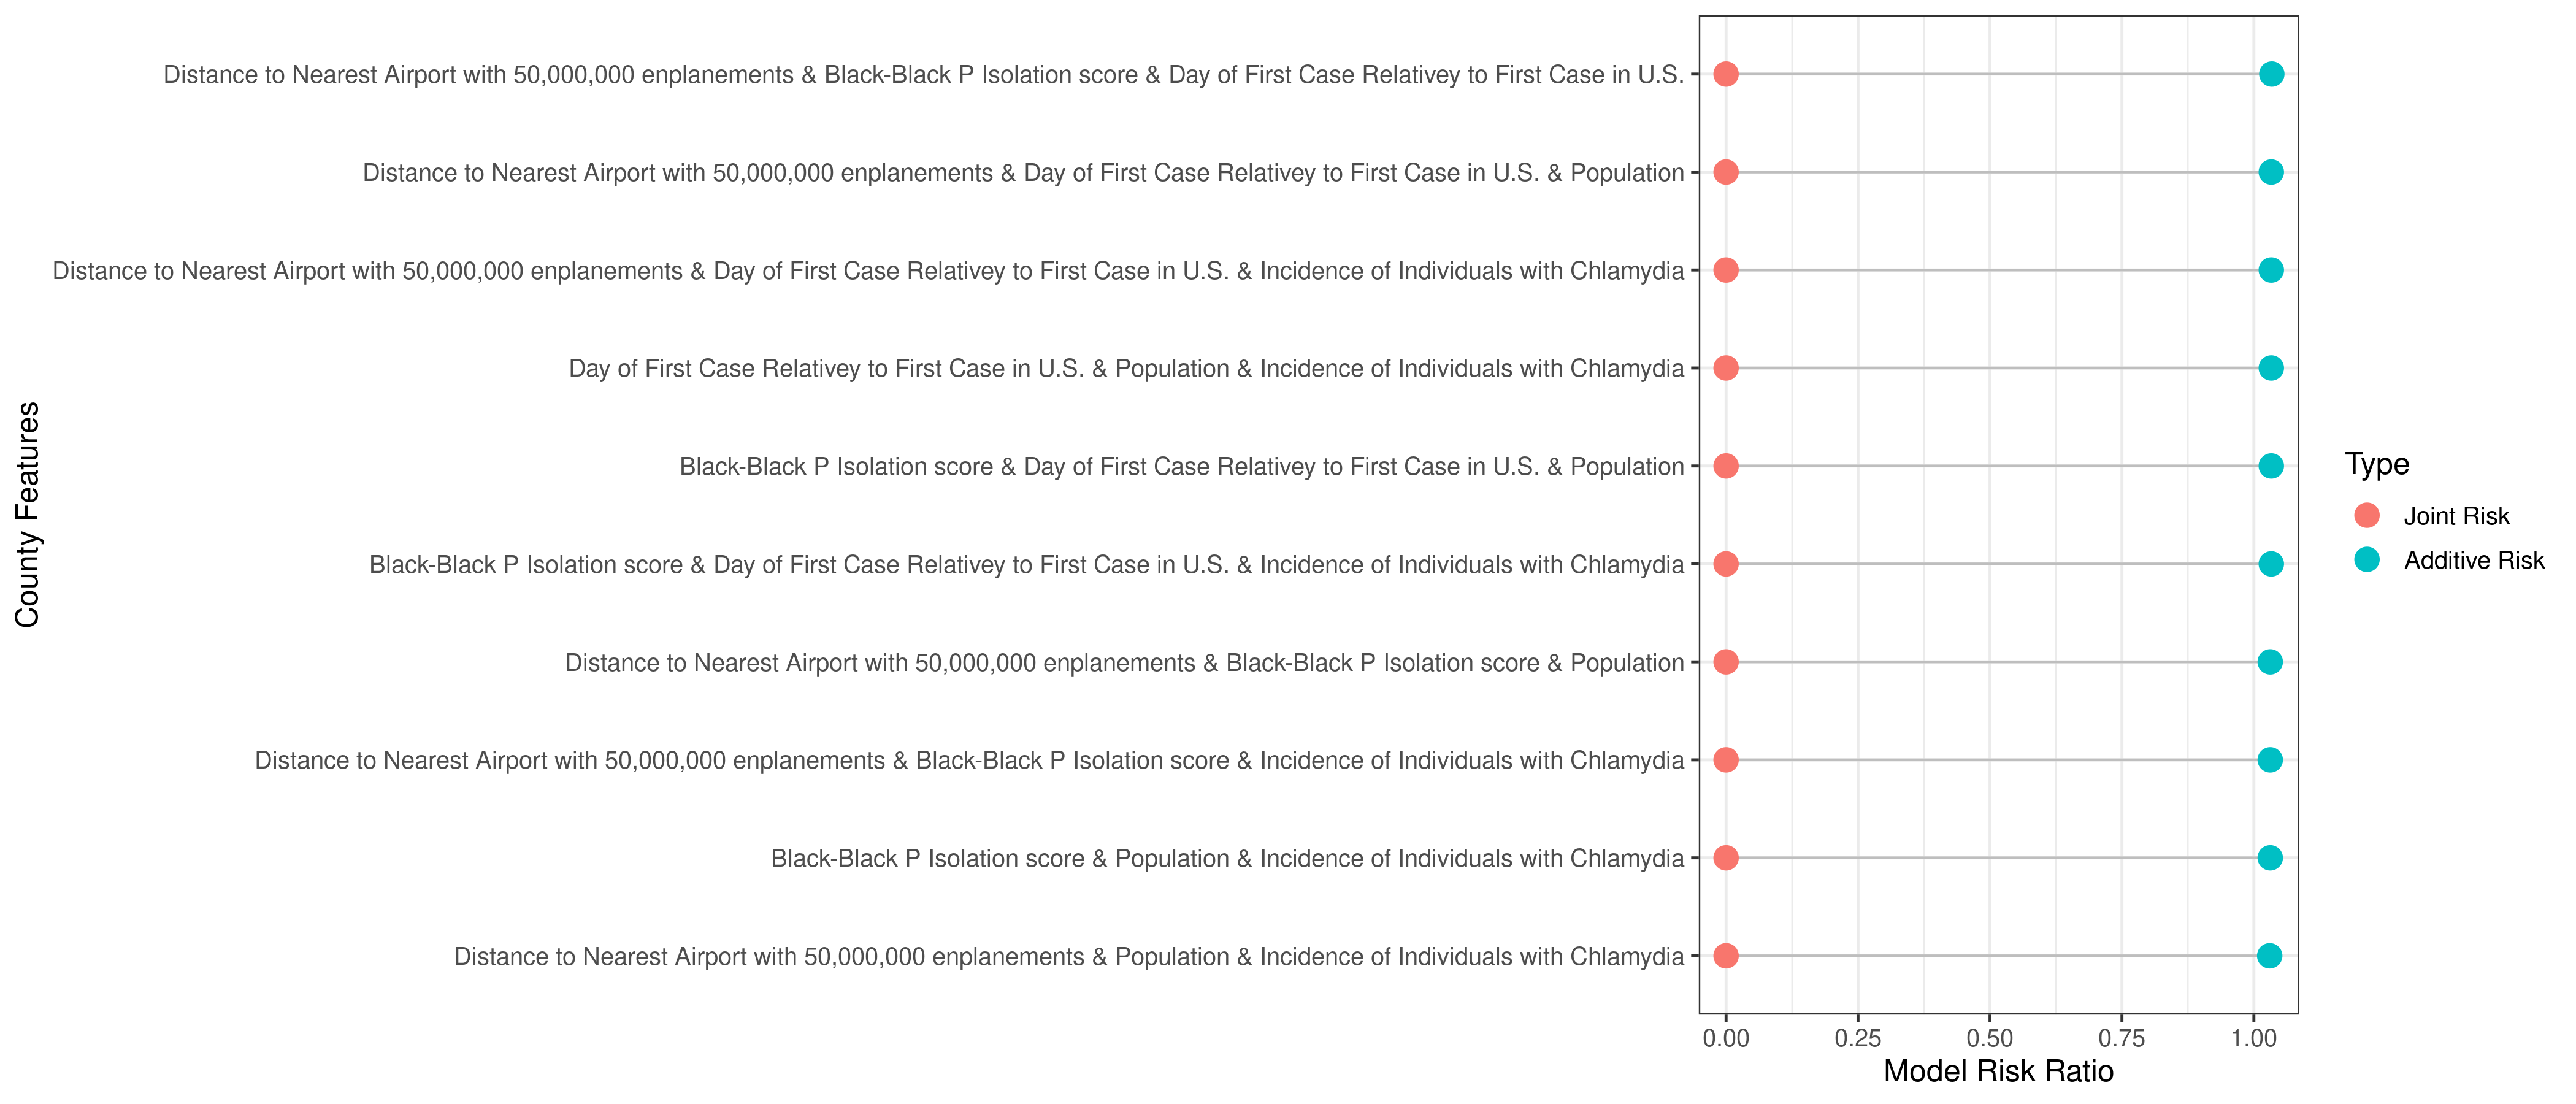 Distance to Nearest Airport with 50,000,000 enplanements & Black-Black P Isolation score & Day of First Case Relativey to First Case in U.S.
Distance to Nearest Airport with 50,000,000 enplanements & Day of First Case Relativey to First Case in U.S. & Population
Distance to Nearest Airport with 50,000,000 enplanements & Day of First Case Relativey to First Case in U.S. & Incidence of Individuals with Chlamydia
Day of First Case Relativey to First Case in U.S. & Population & Incidence of Individuals with Chlamydia
Black-Black P Isolation score & Day of First Case Relativey to First Case in U.S. & Population
Black-Black P Isolation score & Day of First Case Relativey to First Case in U.S. & Incidence of Individuals with Chlamydia
Distance to Nearest Airport with 50,000,000 enplanements & Black-Black P Isolation score & Population
Distance to Nearest Airport with 50,000,000 enplanements & Black-Black P Isolation score & Incidence of Individuals with Chlamydia
Black-Black P Isolation score & Population & Incidence of Individuals with Chlamydia
Distance to Nearest Airport with 50,000,000 enplanements & Population & Incidence of Individuals with Chlamydia
County Features
0.00 0.25 0.50 0.75 1.00
Model Risk Ratio
Type
Joint Risk
Additive Risk